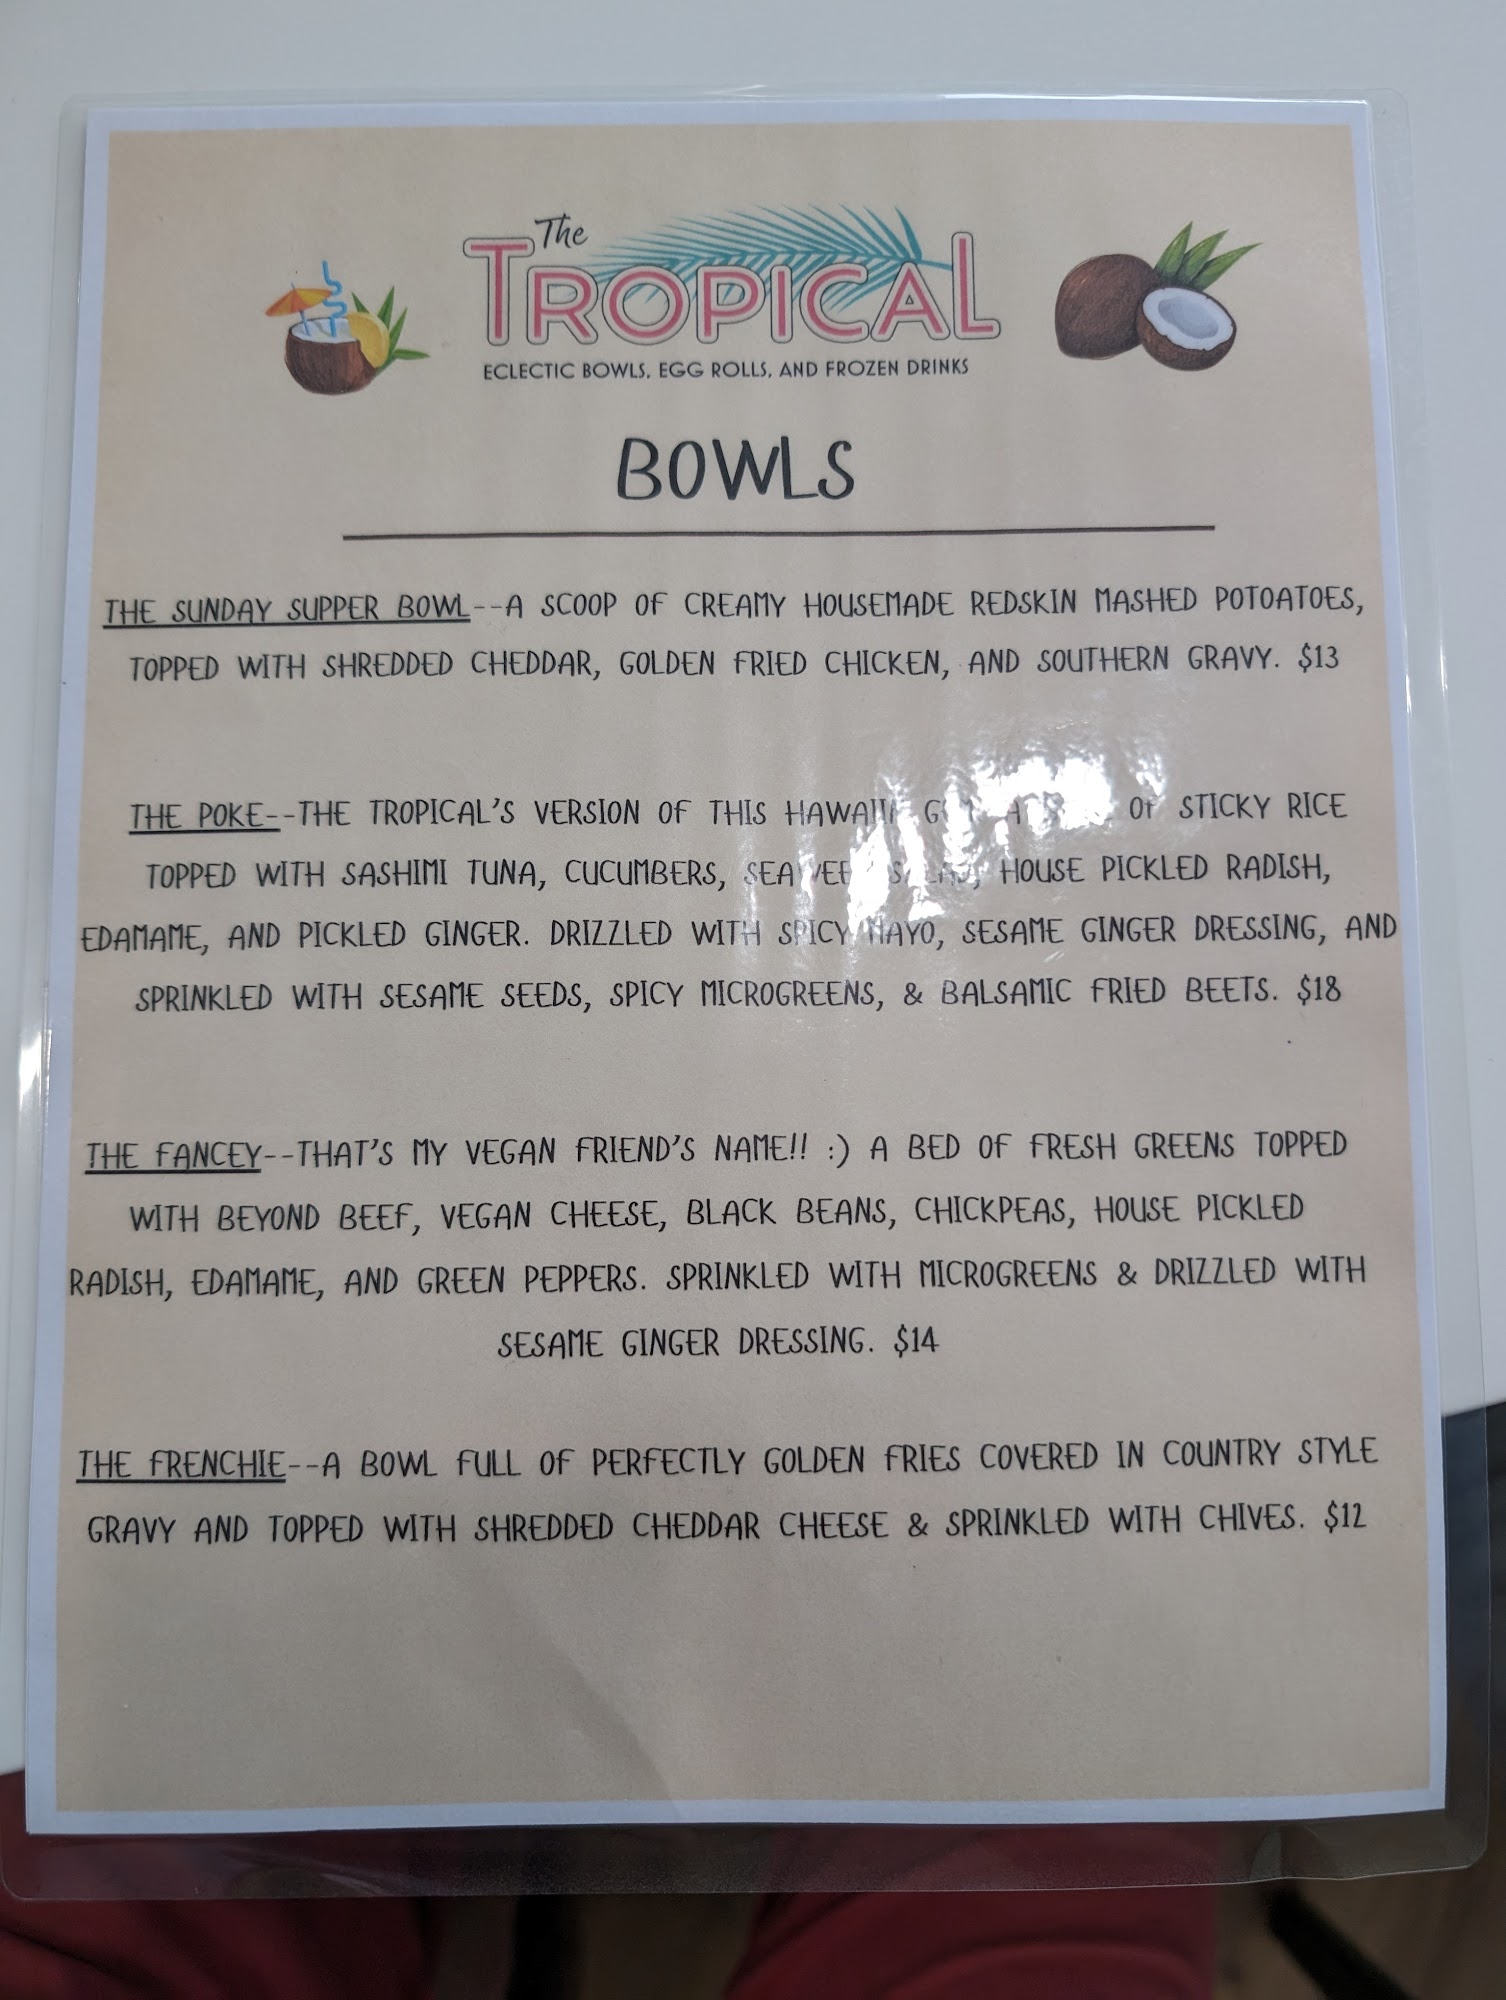 The
TROPICAL
ECLECTIC BOWLS, EGG ROLLS, AND FROZEN DRINKS
BOWLS
THE SUNDAY SUPPER BOWL--A SCOOP OF CREAMY HOUSEMADE REDSKIN MASHED POTOATOES,
TOPPED WITH SHREDDED CHEDDAR, GOLDEN FRIED CHICKEN, AND SOUTHERN GRAVY. $13
THE POKE--THE TROPICAL'S VERSION OF THIS OF STICKY RICE
TOPPED WITH SASHIMI TUNA, CUCUMBERS, SEAWEED SALAD, HOUSE PICKLED RADISH,
EDAMAME, AND PICKLED GINGER. DRIZZLED WITH SPICY MAYO, SESAME GINGER DRESSING, AND
SPRINKLED WITH SESAME SEEDS, SPICY MICROGREENS, & BALSAMIC FRIED BEETS. $18
THE FANCEY--THAT'S MY VEGAN FRIEND'S NAME!! :) A BED OF FRESH GREENS TOPPED
WITH BEYOND BEEF, VEGAN CHEESE, BLACK BEANS, CHICKPEAS, HOUSE PICKLED
RADISH, EDAMAME, AND GREEN PEPPERS. SPRINKLED WITH MICROGREENS & DRIZZLED WITH
SESAME GINGER DRESSING. $14
THE FRENCHIE--A BOWL FULL OF PERFECTLY GOLDEN FRIES COVERED IN COUNTRY STYLE
GRAVY AND TOPPED WITH SHREDDED CHEDDAR CHEESE & SPRINKLED WITH CHIVES. $12